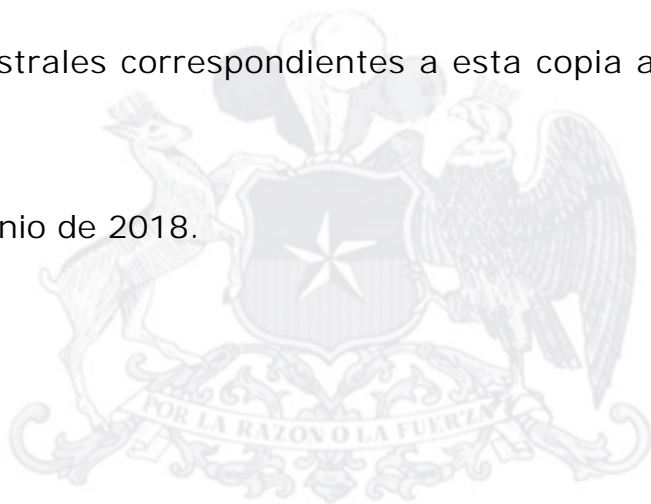 strales correspondientes a esta copia a
nio de 2018.
POR LA RAZON O LA FUERZA